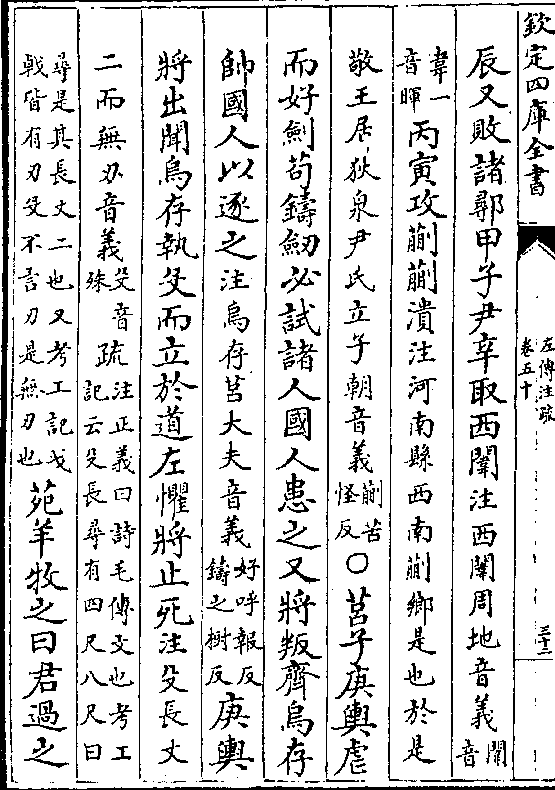 欽定四庫全書
左傳注疏
卷五十
辰又敗諸鄩甲子尹辛取西闈注西闈周地音義闈音
韋一音暉丙寅攻蒯蒯潰注河南縣西南蒯鄉是也於是
敬王居狄泉尹氏立子朝音義蒯苦怪反○莒子庚輿虐
而好劍苟鑄劒必試諸人國人患之又將叛齊烏存
帥國人以逐之注烏存莒大夫音義好呼報反鑄之樹反庚輿
將出聞烏存執殳而立於道左懼將止死注殳長丈
二而無刃音義殳音殊疏注正義曰詩毛傳文也考工記云殳長尋有四尺八尺曰
尋是其長丈二也又考工記戈戟皆有刃殳不言刃是無刃也苑羊牧之曰君過之